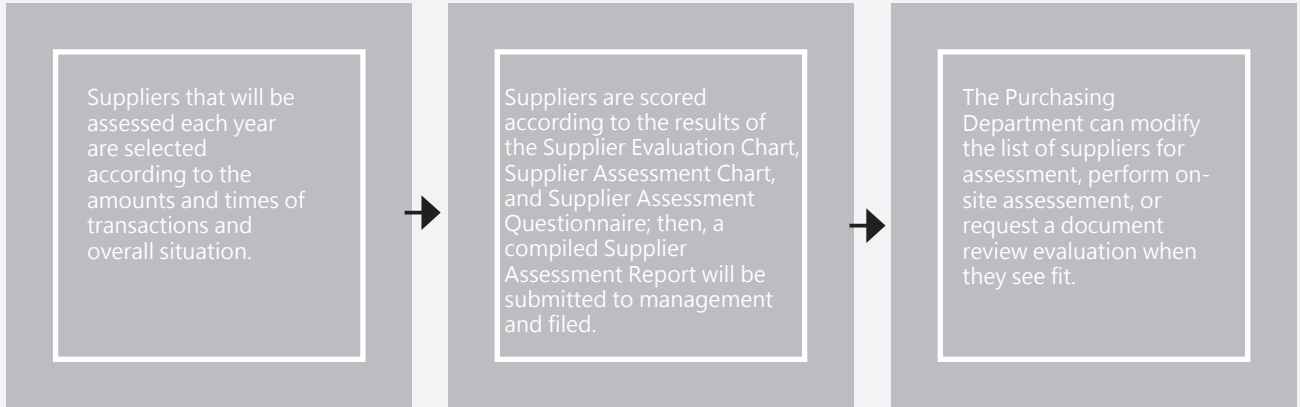 Suppliers that will be
assessed each year
are selected
according to the
amounts and times of
transactions and
overall situation.
Suppliers are scored
according to the results of
the Supplier Evaluation Chart,
Supplier Assessment Chart,
and Supplier Assessment
Questionnaire; then, a
compiled Supplier
Assessment Report will be
submitted to management
and filed.
The Purchasing
Department can modify
the list of suppliers for
assessment, perform on-
site assessement, or
request a document
review evaluation when
they see fit.